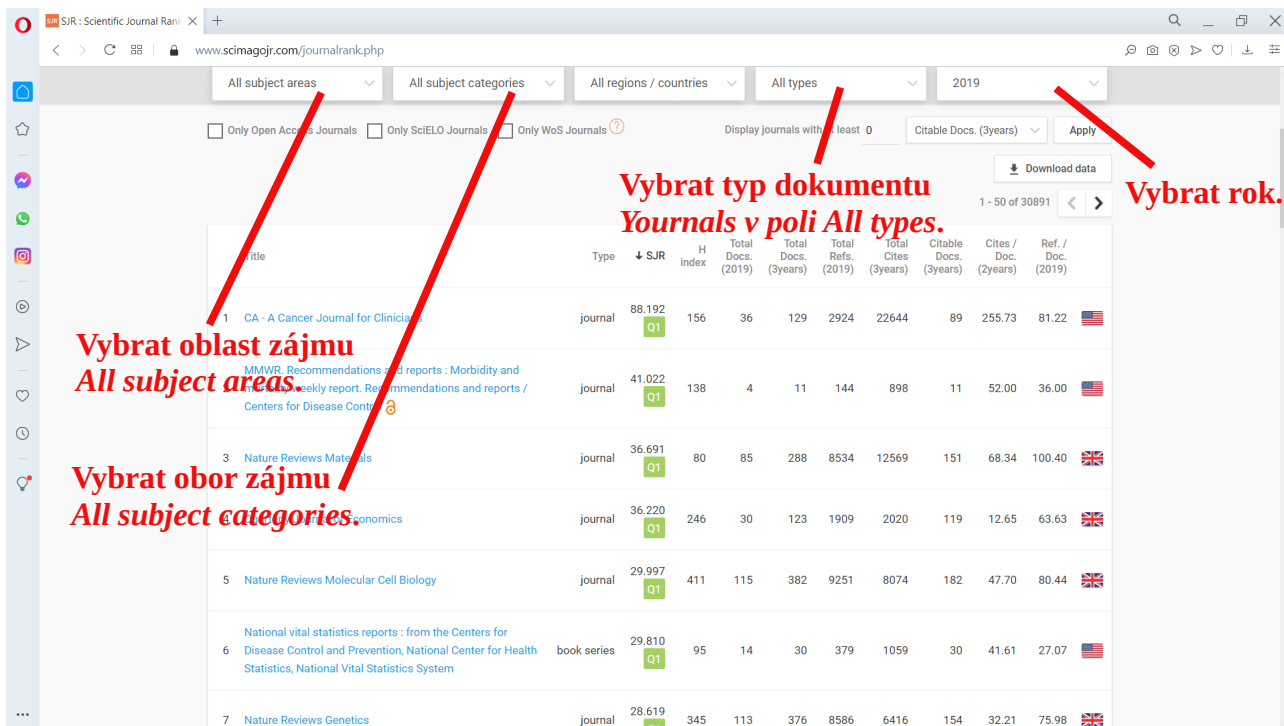 SJR : Scientific Journal Rank
www.scimagojr.com/journalrank.php
All subject areas
All subject categories
All regions / countries
All types
2019
Only Open Access Journals
Only SciELO Journals
Only WoS Journals ?
Display journals with at least 0
Citable Docs. (3years)
Apply
Download data
Vybrat typ dokumentu
Yournals v poli All types.
Vybrat rok.
1 - 50 of 30891
Title Type SJR H index Total Docs. (2019) Total Docs. (3years) Total Refs. (2019) Total Cites (3years) Citable Docs. (3years) Cites / Doc. (2years) Ref. / Doc. (2019)
1 CA - A Cancer Journal for Clinicians journal 88.192 Q1 156 36 129 2924 22644 89 255.73 81.22
Vybrat oblast zájmu
All subject areas.
MMWR. Recommendations and reports : Morbidity and
2 mortality weekly report. Recommendations and reports / journal 41.022 Q1 138 4 11 144 898 11 52.00 36.00
Centers for Disease Control
3 Nature Reviews Materials journal 36.691 Q1 80 85 288 8534 12569 151 68.34 100.40
Vybrat obor zájmu
All subject categories.
4 Quarterly Journal of Economics journal 36.220 Q1 246 30 123 1909 2020 119 12.65 63.63
5 Nature Reviews Molecular Cell Biology journal 29.997 Q1 411 115 382 9251 8074 182 47.70 80.44
National vital statistics reports : from the Centers for
6 Disease Control and Prevention, National Center for Health book series 29.810 Q1 95 14 30 379 1059 30 41.61 27.07
Statistics, National Vital Statistics System
7 Nature Reviews Genetics journal 28.619 345 113 376 8586 6416 154 32.21 75.98